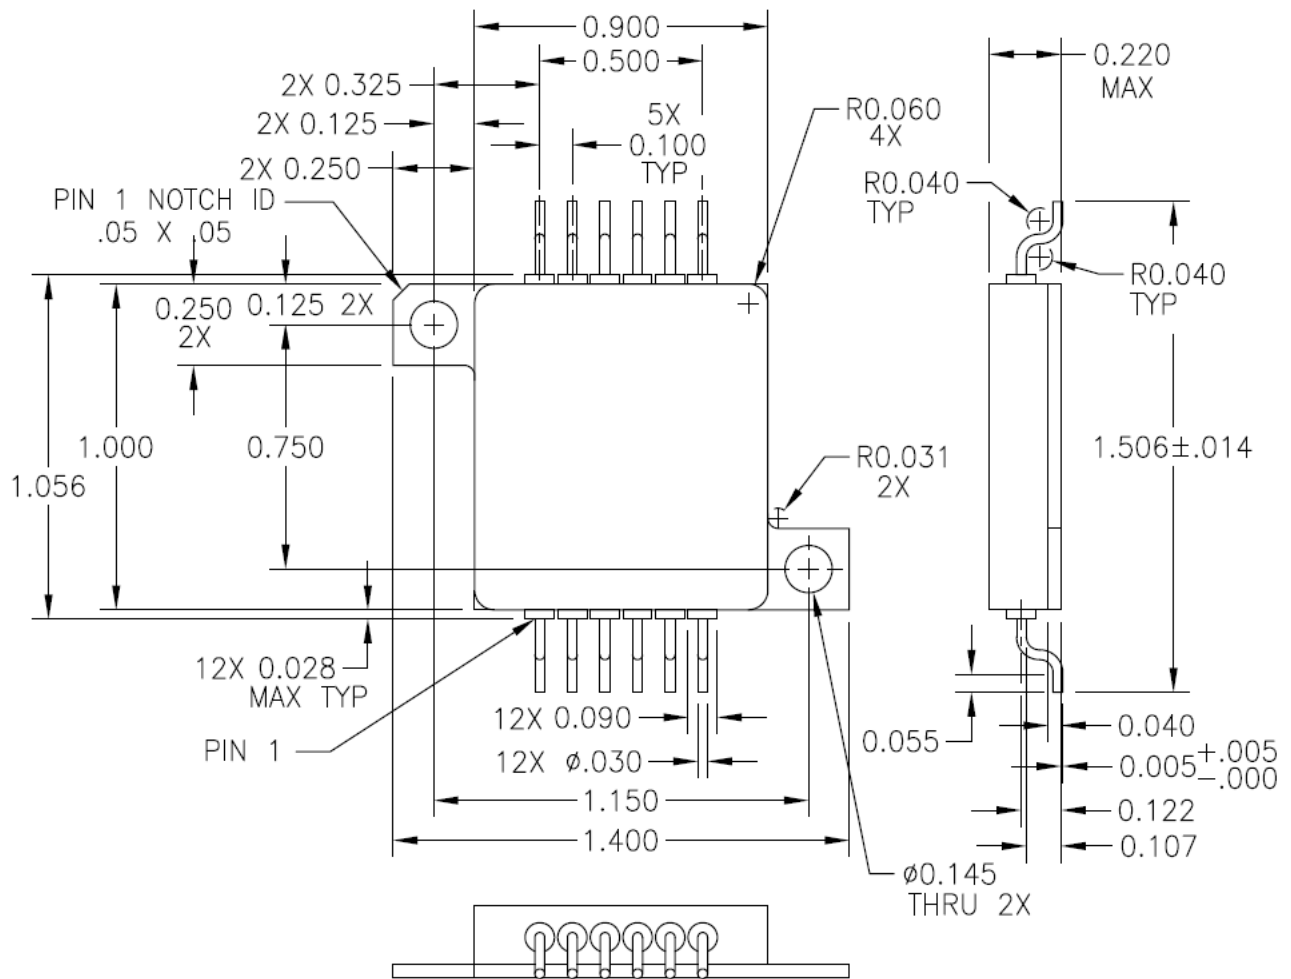 0.900
0.500
2X 0.325
2X 0.125
2X 0.250
5X
0.100
TYP
R0.060
4X
0.220
MAX
R0.040
TYP
R0.040
TYP
PIN 1 NOTCH ID
.05 X .05
0.250
2X
0.125 2X
1.056
1.000
0.750
1.506±.014
R0.031
2X
12X 0.028
MAX TYP
PIN 1
12X 0.090
12X ø.030
1.150
1.400
ø0.145
THRU 2X
0.055
0.040
0.005 +.005
-.000
0.122
0.107